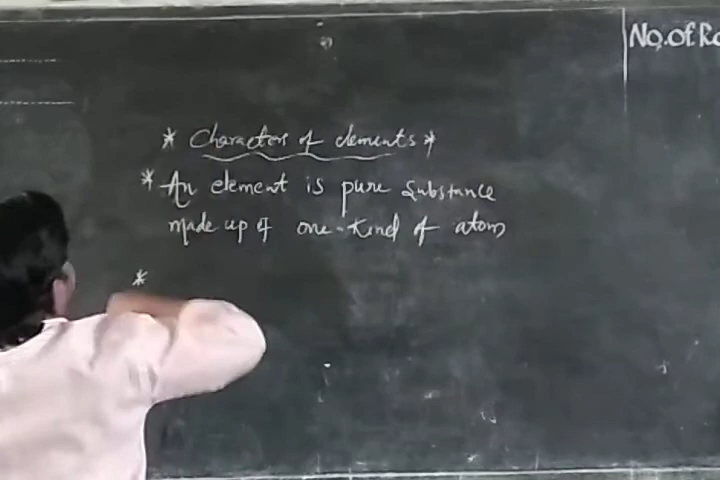 No. of Ro
* Characters of elements *
* An element is pure substance
made up of one-kind of atom
*